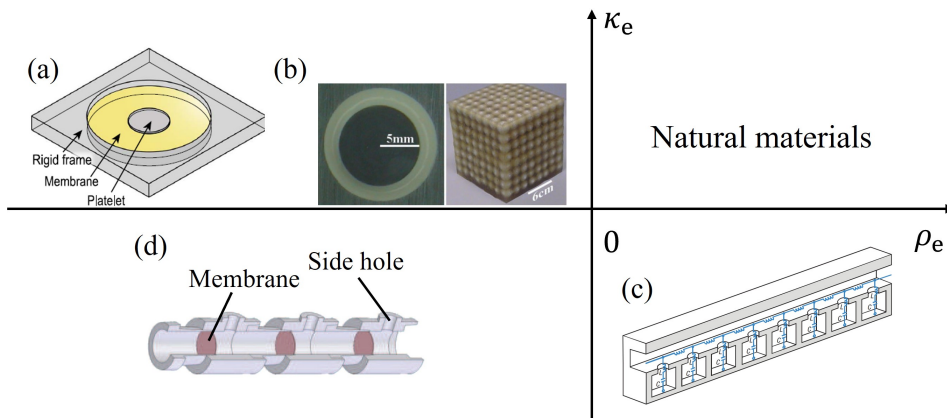 κe
(a)
(b)
5mm
6cm
Natural materials
Rigid frame
Membrane
Platelet
0
ρe
(d)
Side hole
Membrane
(c)